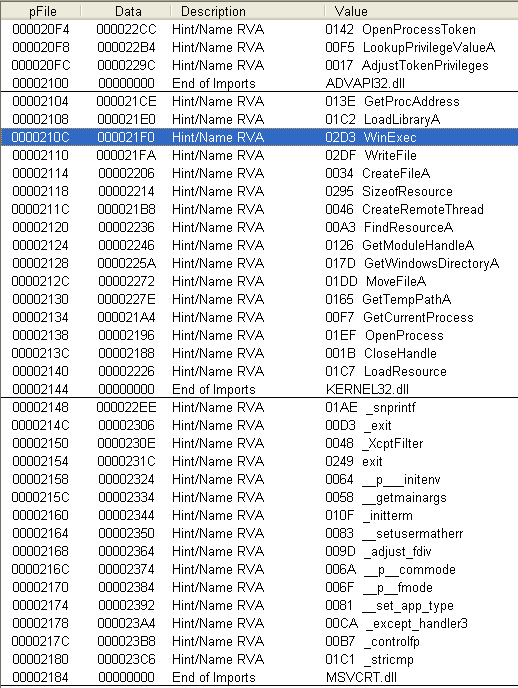 pFile Data Description Value
000020F4 000022CC Hint/Name RVA 0142 OpenProcessToken
000020F8 000022B4 Hint/Name RVA 00F5 LookupPrivilegeValueA
000020FC 0000229C Hint/Name RVA 0017 AdjustTokenPrivileges
00002100 00000000 End of Imports ADVAPI32.dll
00002104 000021CE Hint/Name RVA 013E GetProcAddress
00002108 000021E0 Hint/Name RVA 01C2 LoadLibraryA
0000210C 000021F0 Hint/Name RVA 02D3 WinExec
00002110 000021FA Hint/Name RVA 02DF WriteFile
00002114 00002206 Hint/Name RVA 0034 CreateFileA
00002118 00002214 Hint/Name RVA 0295 SizeofResource
0000211C 000021B8 Hint/Name RVA 0046 CreateRemoteThread
00002120 00002236 Hint/Name RVA 00A3 FindResourceA
00002124 00002246 Hint/Name RVA 0126 GetModuleHandleA
00002128 0000225A Hint/Name RVA 017D GetWindowsDirectoryA
0000212C 00002272 Hint/Name RVA 01DD MoveFileA
00002130 0000227E Hint/Name RVA 0165 GetTempPathA
00002134 000021A4 Hint/Name RVA 00F7 GetCurrentProcess
00002138 00002196 Hint/Name RVA 01EF OpenProcess
0000213C 00002188 Hint/Name RVA 001B CloseHandle
00002140 00002226 Hint/Name RVA 01C7 LoadResource
00002144 00000000 End of Imports KERNEL32.dll
00002148 000022EE Hint/Name RVA 01AE _snprintf
0000214C 00002306 Hint/Name RVA 00D3 _exit
00002150 0000230E Hint/Name RVA 0048 _XcptFilter
00002154 0000231C Hint/Name RVA 0249 exit
00002158 00002324 Hint/Name RVA 0064 __p___initenv
0000215C 00002334 Hint/Name RVA 0058 __getmainargs
00002160 00002344 Hint/Name RVA 010F _initterm
00002164 00002350 Hint/Name RVA 0083 __setusermatherr
00002168 00002364 Hint/Name RVA 009D _adjust_fdiv
0000216C 00002374 Hint/Name RVA 006A __p__commode
00002170 00002384 Hint/Name RVA 006F __p__fmode
00002174 00002392 Hint/Name RVA 0081 __set_app_type
00002178 000023A4 Hint/Name RVA 00CA _except_handler3
0000217C 000023B8 Hint/Name RVA 00B7 _controlfp
00002180 000023C6 Hint/Name RVA 01C1 _stricmp
00002184 00000000 End of Imports MSVCRT.dll